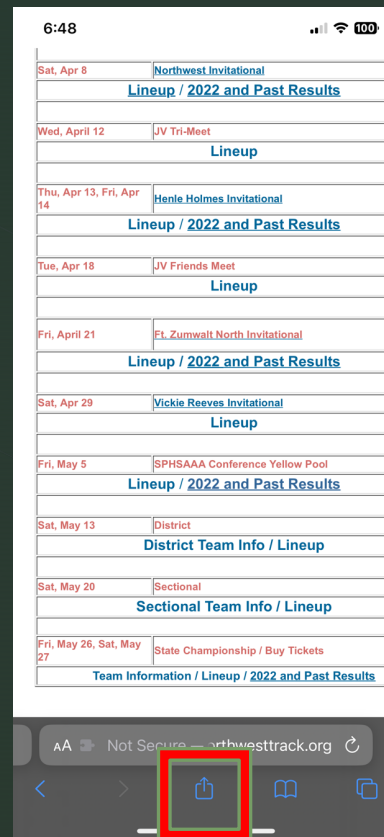 6:48
100
Sat, Apr 8 Northwest Invitational
Lineup / 2022 and Past Results
Wed, April 12 JV Tri-Meet
Lineup
Thu, Apr 13, Fri, Apr
14 Henle Holmes Invitational
Lineup / 2022 and Past Results
Tue, Apr 18 JV Friends Meet
Lineup
Fri, April 21 Ft. Zumwalt North Invitational
Lineup / 2022 and Past Results
Sat, Apr 29 Vickie Reeves Invitational
Lineup
Fri, May 5 SPHSAAA Conference Yellow Pool
Lineup / 2022 and Past Results
Sat, May 13 District
District Team Info / Lineup
Sat, May 20 Sectional
Sectional Team Info / Lineup
Fri, May 26, Sat, May
27 State Championship / Buy Tickets
Team Information / Lineup / 2022 and Past Results
AA Not Secure — orthwesttrack.org